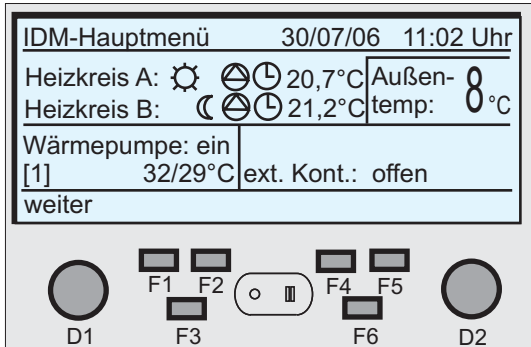 IDM-Hauptmenü 30/07/06 11:02 Uhr
Heizkreis A: 20,7°C Außen-
Heizkreis B: 21,2°C temp: 8 °C
Wärmepumpe: ein
[1] 32/29°C ext. Kont.: offen
weiter
F1 F2 F4 F5
D1 F3 F6 D2